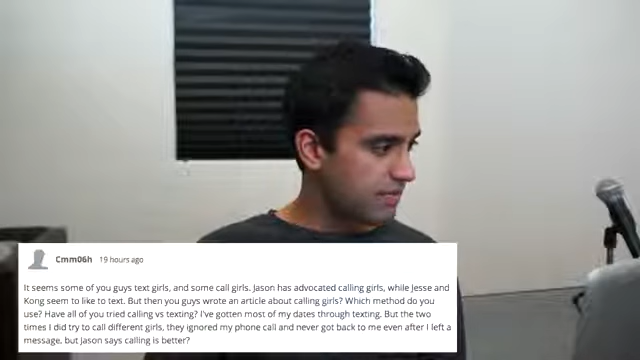 Cmm06h 19 hours ago
It seems some of you guys text girls, and some call girls. Jason has advocated calling girls, while Jesse and
Kong seem to like to text. But then you guys wrote an article about calling girls? Which method do you
use? Have all of you tried calling vs texting? I've gotten most of my dates through texting. But the two
times I did try to call different girls, they ignored my phone call and never got back to me even after I left a
message, but Jason says calling is better?